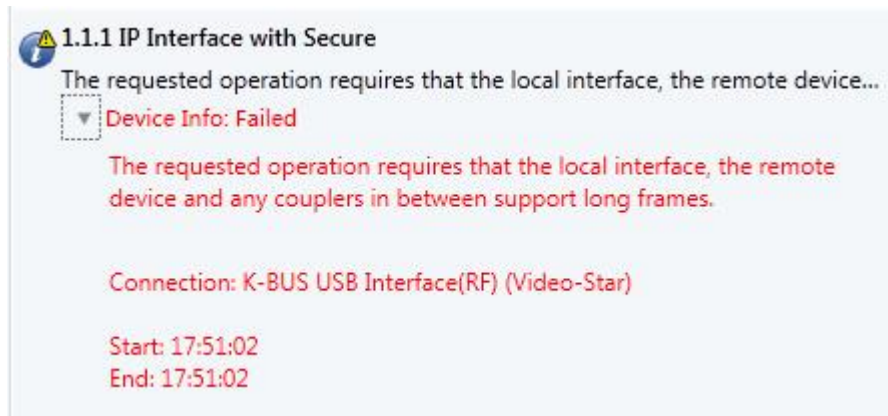 1.1.1 IP Interface with Secure
The requested operation requires that the local interface, the remote device...
Device Info: Failed
The requested operation requires that the local interface, the remote
device and any couplers in between support long frames.
Connection: K-BUS USB Interface(RF) (Video-Star)
Start: 17:51:02
End: 17:51:02